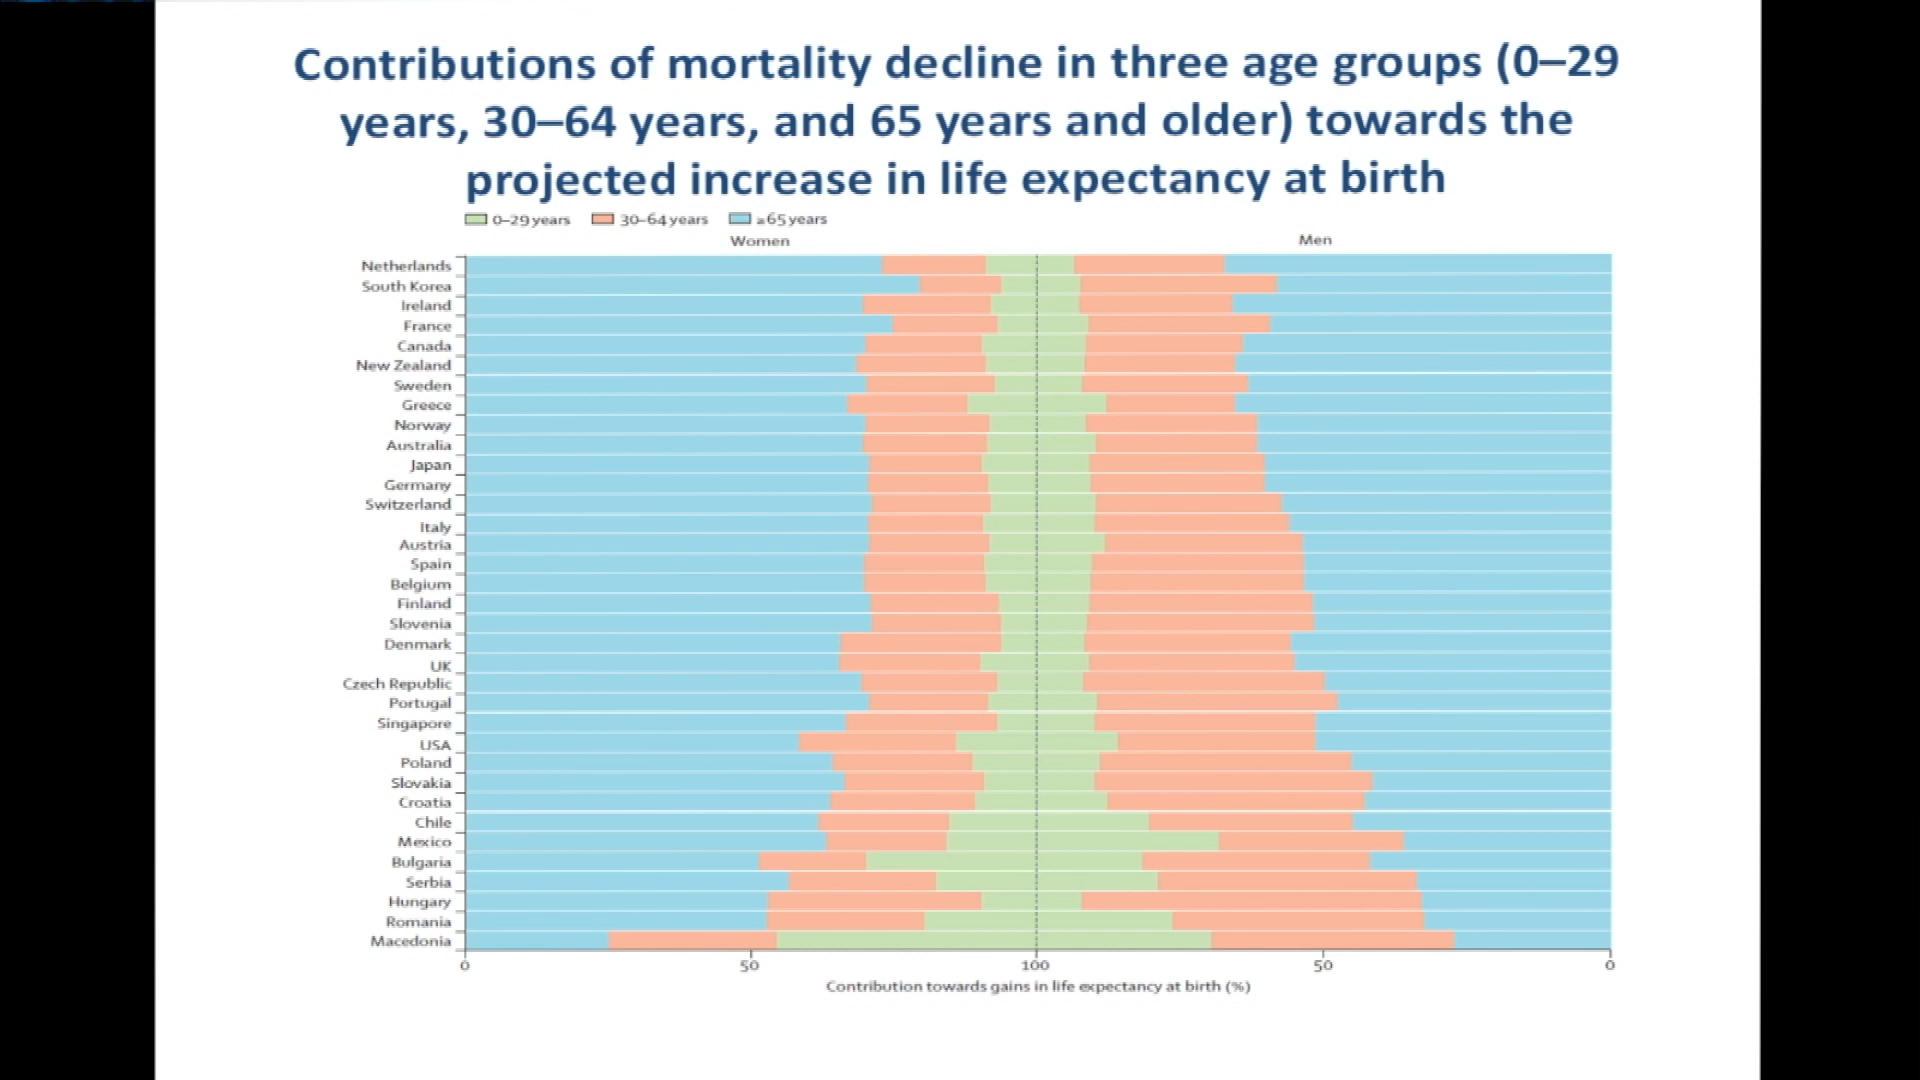 Contributions of mortality decline in three age groups (0–29
years, 30–64 years, and 65 years and older) towards the
projected increase in life expectancy at birth
0–29 years 30–64 years ≥65 years
Women Men
Netherlands
South Korea
Ireland
France
Canada
New Zealand
Sweden
Greece
Norway
Australia
Japan
Germany
Switzerland
Italy
Austria
Spain
Belgium
Finland
Slovenia
Denmark
UK
Czech Republic
Portugal
Singapore
USA
Poland
Slovakia
Croatia
Chile
Mexico
Bulgaria
Serbia
Hungary
Romania
Macedonia
0 50 100 50 0
Contribution towards gains in life expectancy at birth (%)